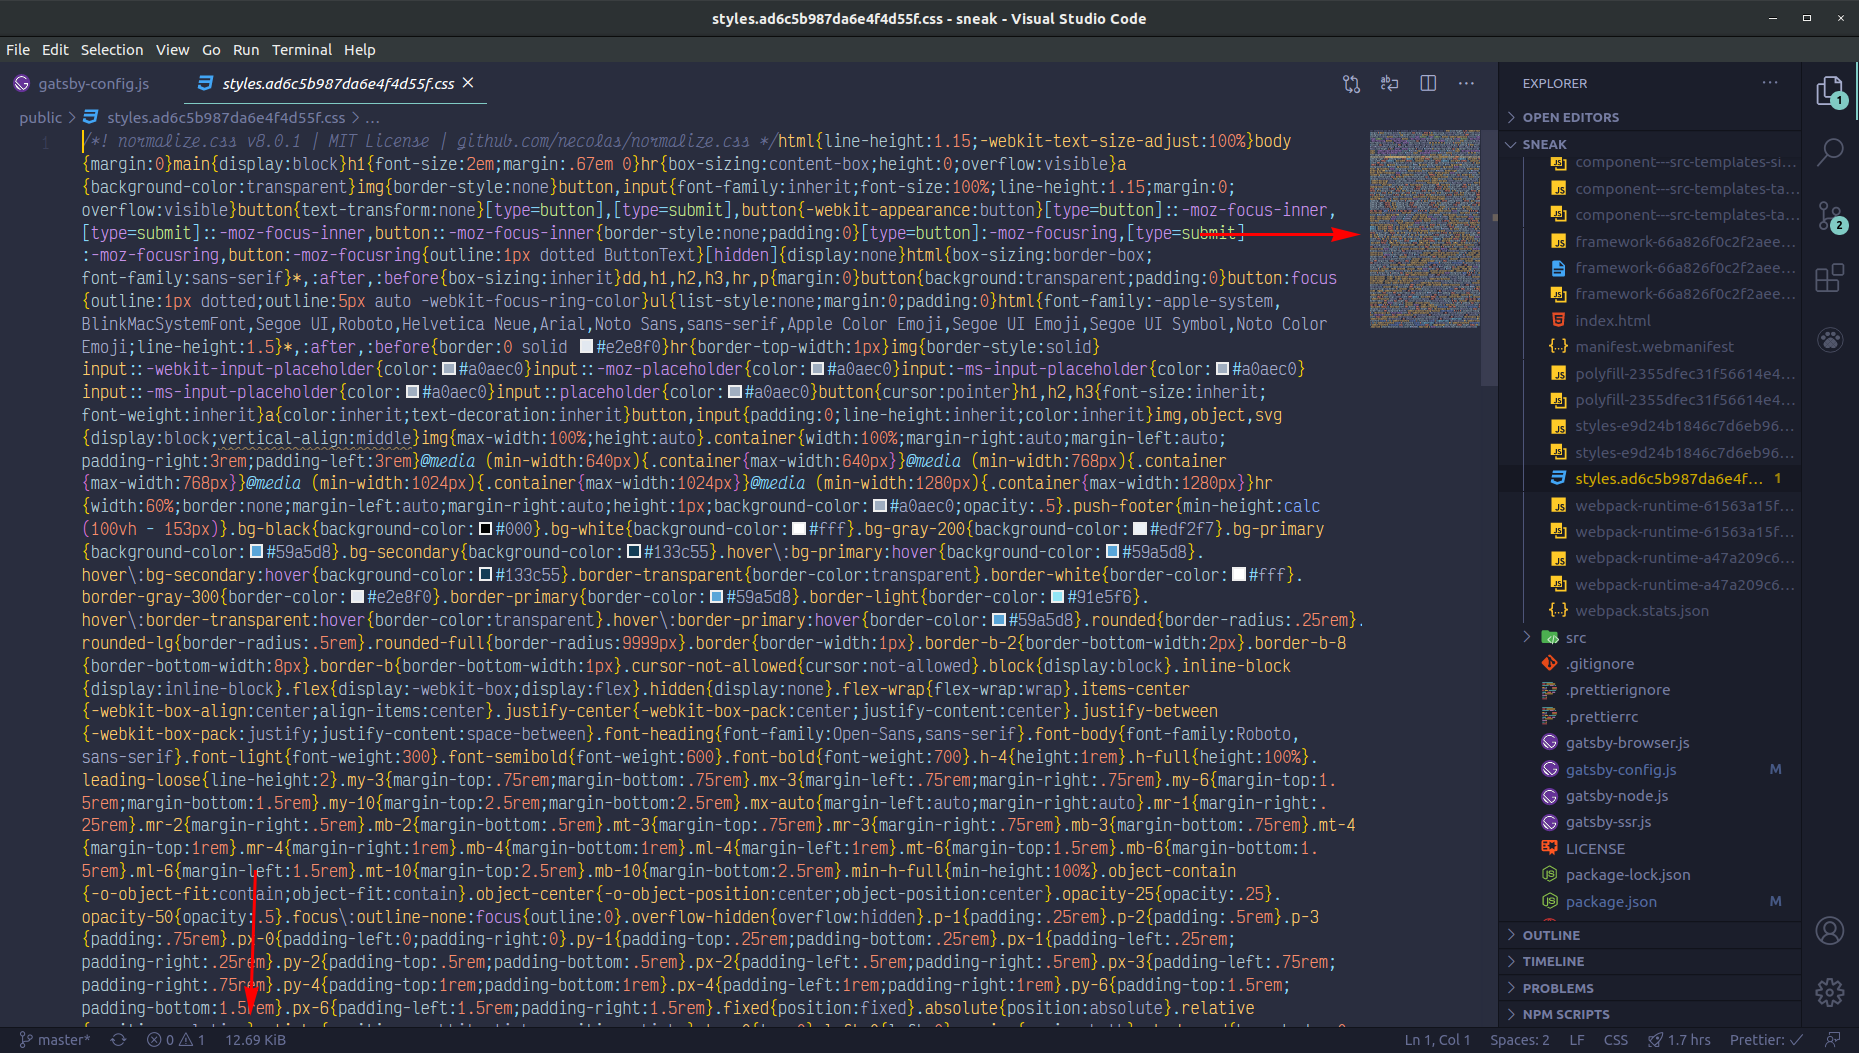 styles.ad6c5b987da6e4f4d55f.css - sneak - Visual Studio Code
File Edit Selection View Go Run Terminal Help
gatsby-config.js
styles.ad6c5b987da6e4f4d55f.css
public > styles.ad6c5b987da6e4f4d55f.css > ...
1
/*! normalize.css v8.0.1 | MIT License | github.com/necolas/normalize.css */html{line-height:1.15;-webkit-text-size-adjust:100%}body
{margin:0}main{display:block}h1{font-size:2em;margin:.67em 0}hr{box-sizing:content-box;height:0;overflow:visible}a
{background-color:transparent}img{border-style:none}button,input{font-family:inherit;font-size:100%;line-height:1.15;margin:0;
overflow:visible}button{text-transform:none}[type=button],[type=submit],button{-webkit-appearance:button}[type=button]::-moz-focus-inner,
[type=submit]::-moz-focus-inner,button::-moz-focus-inner{border-style:none;padding:0}[type=button]:-moz-focusring,[type=submit]
:-moz-focusring,button:-moz-focusring{outline:1px dotted ButtonText}[hidden]{display:none}html{box-sizing:border-box;
font-family:sans-serif}*,:after,:before{box-sizing:inherit}dd,h1,h2,h3,hr,p{margin:0}button{background:transparent;padding:0}button:focus
{outline:1px dotted;outline:5px auto -webkit-focus-ring-color}ul{list-style:none;margin:0;padding:0}html{font-family:-apple-system,
BlinkMacSystemFont,Segoe UI,Roboto,Helvetica Neue,Arial,Noto Sans,sans-serif,Apple Color Emoji,Segoe UI Emoji,Segoe UI Symbol,Noto Color
Emoji;line-height:1.5}*,:after,:before{border:0 solid #e2e8f0}hr{border-top-width:1px}img{border-style:solid}
input::-webkit-input-placeholder{color:#a0aec0}input::-moz-placeholder{color:#a0aec0}input:-ms-input-placeholder{color:#a0aec0}
input::-ms-input-placeholder{color:#a0aec0}input::placeholder{color:#a0aec0}button{cursor:pointer}h1,h2,h3{font-size:inherit;
font-weight:inherit}a{color:inherit;text-decoration:inherit}button,input{padding:0;line-height:inherit;color:inherit}img,object,svg
{display:block;vertical-align:middle}img{max-width:100%;height:auto}.container{width:100%;margin-right:auto;margin-left:auto;
padding-right:3rem;padding-left:3rem}@media (min-width:640px){.container{max-width:640px}}@media (min-width:768px){.container
{max-width:768px}}@media (min-width:1024px){.container{max-width:1024px}}@media (min-width:1280px){.container{max-width:1280px}}hr
{width:60%;border:none;margin-left:auto;margin-right:auto;height:1px;background-color:#a0aec0;opacity:.5}.push-footer{min-height:calc
(100vh - 153px)}.bg-black{background-color:#000}.bg-white{background-color:#fff}.bg-gray-200{background-color:#edf2f7}.bg-primary
{background-color:#59a5d8}.bg-secondary{background-color:#133c55}.hover\:bg-primary:hover{background-color:#59a5d8}.
hover\:bg-secondary:hover{background-color:#133c55}.border-transparent{border-color:transparent}.border-white{border-color:#fff}.
border-gray-300{border-color:#e2e8f0}.border-primary{border-color:#59a5d8}.border-light{border-color:#91e5f6}.
hover\:border-transparent:hover{border-color:transparent}.hover\:border-primary:hover{border-color:#59a5d8}.rounded{border-radius:.25rem}.
rounded-lg{border-radius:.5rem}.rounded-full{border-radius:9999px}.border{border-width:1px}.border-b-2{border-bottom-width:2px}.border-b-8
{border-bottom-width:8px}.border-b{border-bottom-width:1px}.cursor-not-allowed{cursor:not-allowed}.block{display:block}.inline-block
{display:inline-block}.flex{display:-webkit-box;display:flex}.hidden{display:none}.flex-wrap{flex-wrap:wrap}.items-center
{-webkit-box-align:center;align-items:center}.justify-center{-webkit-box-pack:center;justify-content:center}.justify-between
{-webkit-box-pack:justify;justify-content:space-between}.font-heading{font-family:Open-Sans,sans-serif}.font-body{font-family:Roboto,
sans-serif}.font-light{font-weight:300}.font-semibold{font-weight:600}.font-bold{font-weight:700}.h-4{height:1rem}.h-full{height:100%}.
leading-loose{line-height:2}.my-3{margin-top:.75rem;margin-bottom:.75rem}.mx-3{margin-left:.75rem;margin-right:.75rem}.my-6{margin-top:1.
5rem;margin-bottom:1.5rem}.my-10{margin-top:2.5rem;margin-bottom:2.5rem}.mx-auto{margin-left:auto;margin-right:auto}.mr-1{margin-right:.
25rem}.mr-2{margin-right:.5rem}.mb-2{margin-bottom:.5rem}.mt-3{margin-top:.75rem}.mr-3{margin-right:.75rem}.mb-3{margin-bottom:.75rem}.mt-4
{margin-top:1rem}.mr-4{margin-right:1rem}.mb-4{margin-bottom:1rem}.ml-4{margin-left:1rem}.mt-6{margin-top:1.5rem}.mb-6{margin-bottom:1.
5rem}.ml-6{margin-left:1.5rem}.mt-10{margin-top:2.5rem}.mb-10{margin-bottom:2.5rem}.min-h-full{min-height:100%}.object-contain
{-o-object-fit:contain;object-fit:contain}.object-center{-o-object-position:center;object-position:center}.opacity-25{opacity:.25}.
opacity-50{opacity:.5}.focus\:outline-none:focus{outline:0}.overflow-hidden{overflow:hidden}.p-1{padding:.25rem}.p-2{padding:.5rem}.p-3
{padding:.75rem}.px-0{padding-left:0;padding-right:0}.py-1{padding-top:.25rem;padding-bottom:.25rem}.px-1{padding-left:.25rem;
padding-right:.25rem}.py-2{padding-top:.5rem;padding-bottom:.5rem}.px-2{padding-left:.5rem;padding-right:.5rem}.px-3{padding-left:.75rem;
padding-right:.75rem}.py-4{padding-top:1rem;padding-bottom:1rem}.px-4{padding-left:1rem;padding-right:1rem}.py-6{padding-top:1.5rem;
padding-bottom:1.5rem}.px-6{padding-left:1.5rem;padding-right:1.5rem}.fixed{position:fixed}.absolute{position:absolute}.relative
EXPLORER
OPEN EDITORS
SNEAK
component---src-templates-si...
component---src-templates-ta...
component---src-templates-ta...
framework-66a826f0c2f2aee...
framework-66a826f0c2f2aee...
framework-66a826f0c2f2aee...
index.html
manifest.webmanifest
polyfill-2355dfec31f56614e4...
polyfill-2355dfec31f56614e4...
styles-e9d24b1846c7d6eb96...
styles-e9d24b1846c7d6eb96...
styles.ad6c5b987da6e4f... 1
webpack-runtime-61563a15f...
webpack-runtime-61563a15f...
webpack-runtime-a47a209c6...
webpack-runtime-a47a209c6...
webpack.stats.json
src
.gitignore
.prettierignore
.prettierrc
gatsby-browser.js
gatsby-config.js M
gatsby-node.js
gatsby-ssr.js
LICENSE
package-lock.json
package.json M
OUTLINE
TIMELINE
PROBLEMS
NPM SCRIPTS
1
2
master* 0 1 12.69 KiB
Ln 1, Col 1 Spaces: 2 LF CSS 1.7 hrs Prettier: ✓